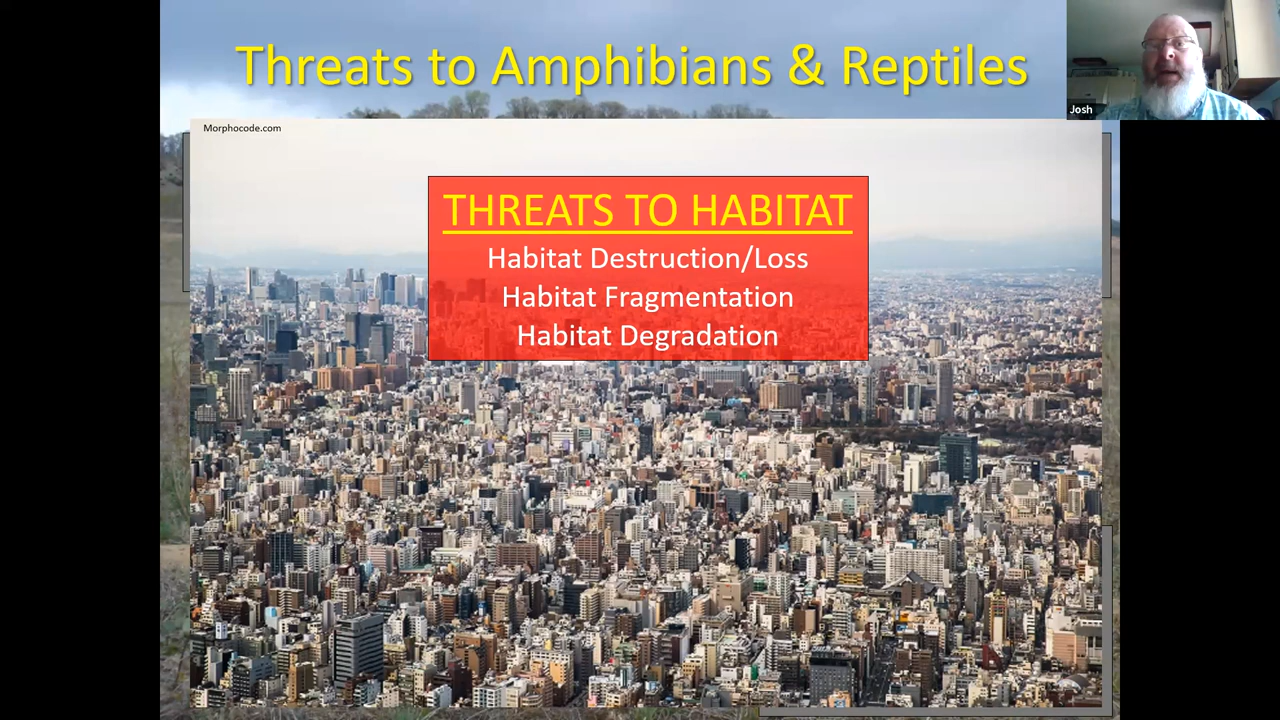 Threats to Amphibians & Reptiles
Josh
Morphocode.com
THREATS TO HABITAT
Habitat Destruction/Loss
Habitat Fragmentation
Habitat Degradation